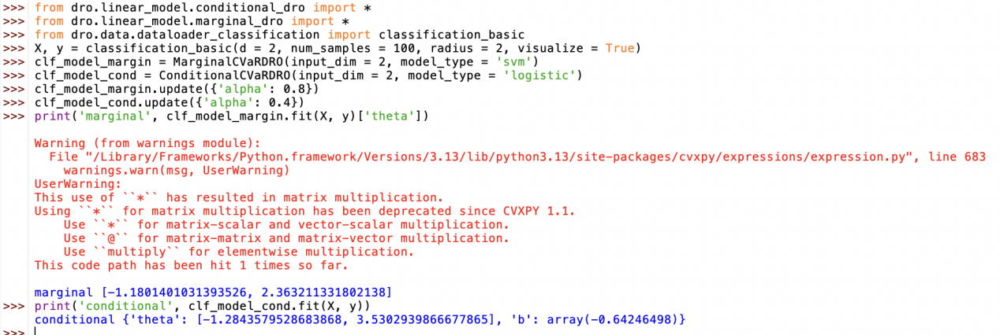 >>> from dro.linear_model.conditional_dro import *
>>> from dro.linear_model.marginal_dro import *
>>> from dro.data.dataloader_classification import classification_basic
>>> X, y = classification_basic(d = 2, num_samples = 100, radius = 2, visualize = True)
>>> clf_model_margin = MarginalCVaRDRO(input_dim = 2, model_type = 'svm')
>>> clf_model_cond = ConditionalCVaRDRO(input_dim = 2, model_type = 'logistic')
>>> clf_model_margin.update({'alpha': 0.8})
>>> clf_model_cond.update({'alpha': 0.4})
>>> print('marginal', clf_model_margin.fit(X, y)['theta'])
Warning (from warnings module):
  File "/Library/Frameworks/Python.framework/Versions/3.13/lib/python3.13/site-packages/cvxpy/expressions/expression.py", line 683
    warnings.warn(msg, UserWarning)
UserWarning:
This use of ``*`` has resulted in matrix multiplication.
Using ``*`` for matrix multiplication has been deprecated since CVXPY 1.1.
    Use ``*`` for matrix-scalar and vector-scalar multiplication.
    Use ``@`` for matrix-matrix and matrix-vector multiplication.
    Use ``multiply`` for elementwise multiplication.
This code path has been hit 1 times so far.
marginal [-1.1801401031393526, 2.363211331802138]
>>> print('conditional', clf_model_cond.fit(X, y))
conditional {'theta': [-1.2843579528683868, 3.5302939866677865], 'b': array(-0.64246498)}
>>>